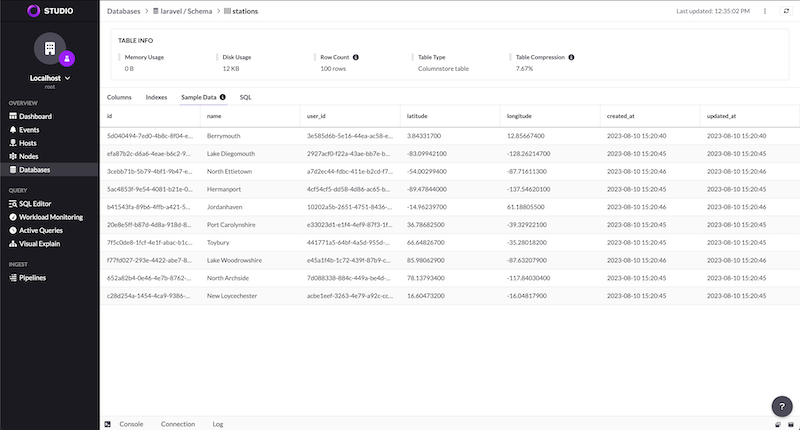 STUDIO
Databases > laravel / Schema > stations
Last updated: 12:35:02 PM
Localhost
root
OVERVIEW
Dashboard
Events
Hosts
Nodes
Databases
QUERY
SQL Editor
Workload Monitoring
Active Queries
Visual Explain
INGEST
Pipelines
TABLE INFO
Memory Usage Disk Usage Row Count Table Type Table Compression
0 B 12 KB 100 rows Columnstore table 7.67%
Columns Indexes Sample Data SQL
id name user_id latitude longitude created_at updated_at
5d040494-7ed0-4b8c-8f04-e... Berrymouth 3e585d6b-5e16-44ea-ac58-e... 3.84331700 12.85667400 2023-08-10 15:20:40 2023-08-10 15:20:40
efa87b2c-d6a6-4eae-b6c2-9... Lake Diegomouth 2927acf0-f22a-43ae-bb7e-b... -83.09942100 -128.26214700 2023-08-10 15:20:45 2023-08-10 15:20:45
3cebb71b-5b79-4bf1-9b47-e... North Ettietown a7d2ec44-fdbc-411e-b2cd-f7... -54.00299400 -87.71611300 2023-08-10 15:20:46 2023-08-10 15:20:46
5ac4853f-9e54-4081-b21e-0... Hermanport 4cf54cf5-dd58-4d86-ac65-b... -89.47844000 -137.54620100 2023-08-10 15:20:45 2023-08-10 15:20:45
b41543fa-89b6-4ffb-a421-5... Jordanhaven 10202a5b-2651-4751-8436-... -14.96239700 61.18805500 2023-08-10 15:20:46 2023-08-10 15:20:46
20e8e5ff-b87d-4d8a-918d-8... Port Carolynshire e33023d1-e1f4-4ef9-87f3-1f... 36.78682500 -39.32922100 2023-08-10 15:20:45 2023-08-10 15:20:45
7f5c0de8-1fcf-4e1f-abac-b1c... Toybury 441771a5-64bf-4a5d-955d-... 66.64827700 -35.28018200 2023-08-10 15:20:45 2023-08-10 15:20:45
f77fd027-293e-4422-abe7-8... Lake Woodrowshire e45a1f4b-1c72-439f-87b9-c... 85.98062900 -87.63207900 2023-08-10 15:20:46 2023-08-10 15:20:46
652a82b4-0e46-4e7b-8762-... North Archside 7d088338-884c-449a-be4d-... 78.13793400 -117.84030400 2023-08-10 15:20:45 2023-08-10 15:20:45
c28d254a-1454-4ca9-9386-... New Loycechester acbe1eef-3263-4e79-a92c-cc... 16.60473200 -16.04817900 2023-08-10 15:20:45 2023-08-10 15:20:45
?
Console Connection Log